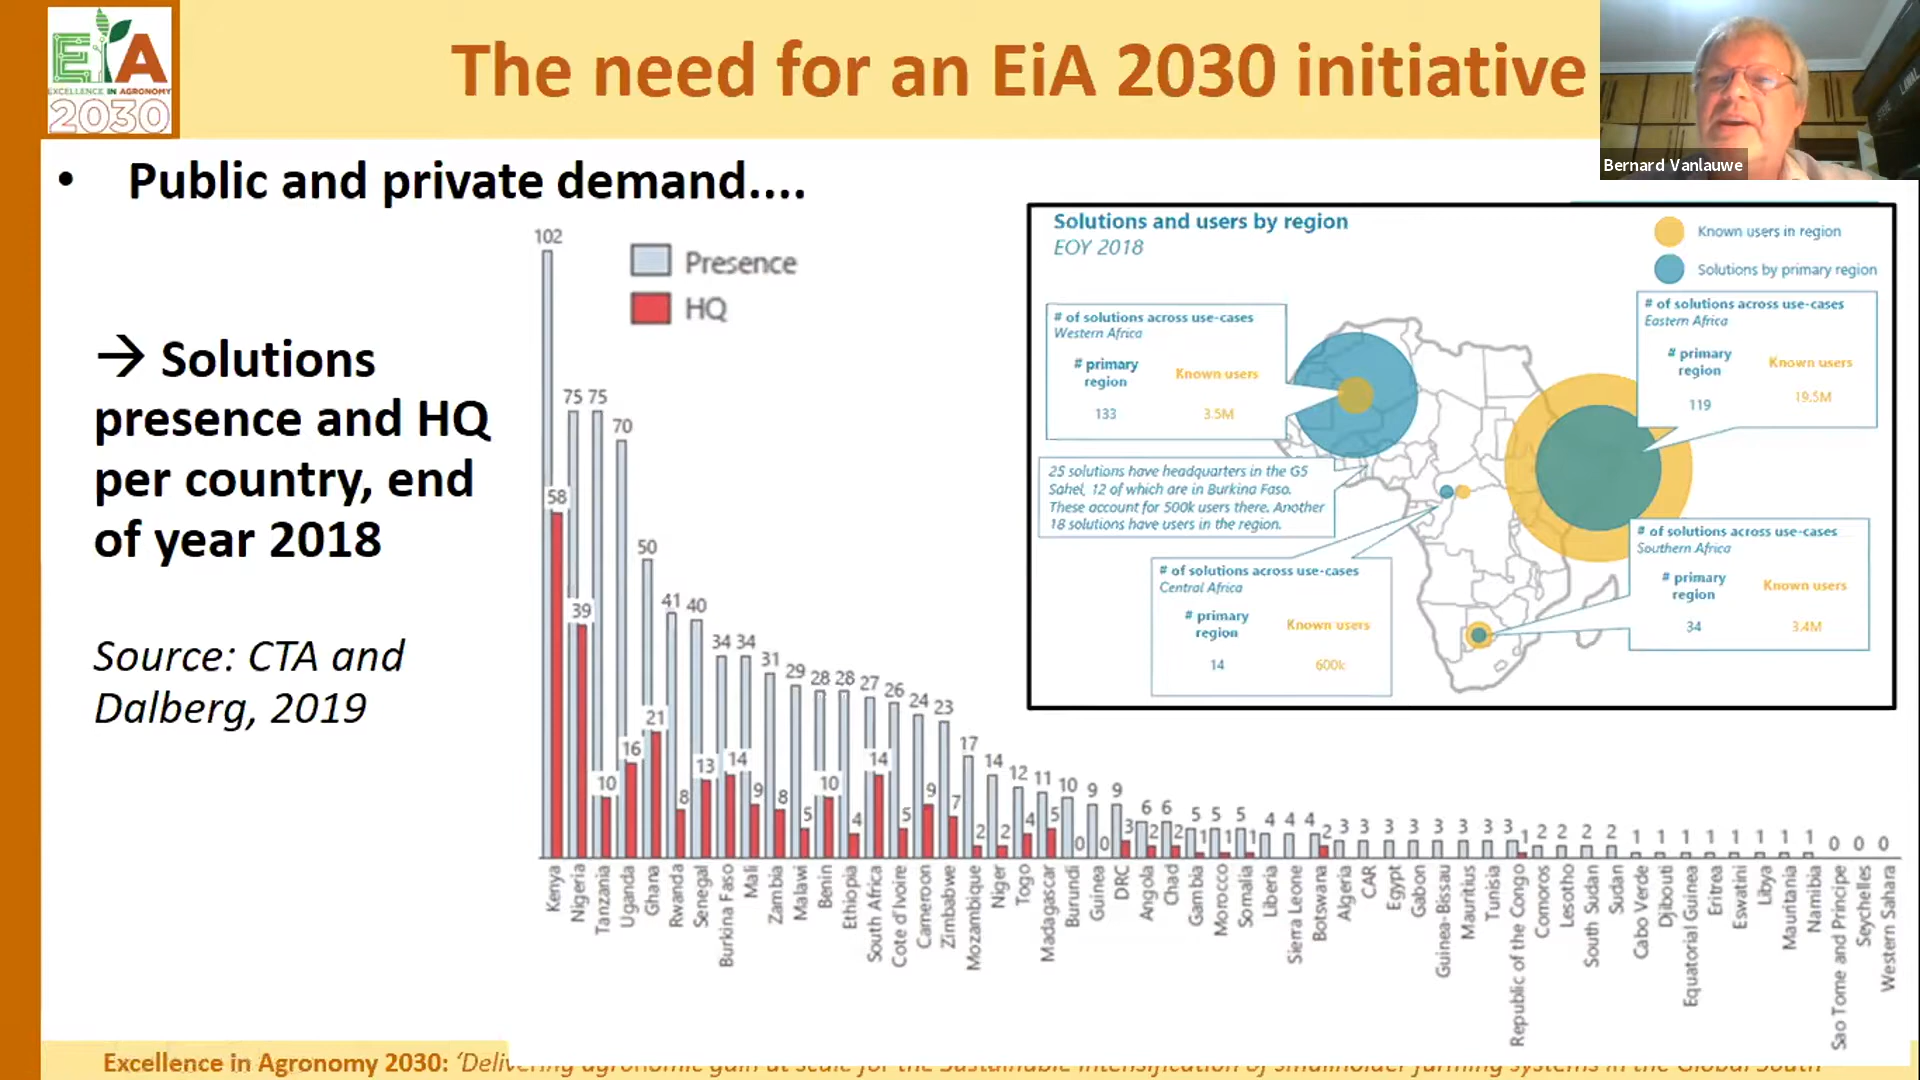 EiA
EXCELLENCE IN AGRONOMY
2030
The need for an EiA 2030 initiative
Bernard Vanlauwe
• Public and private demand....
→ Solutions
presence and HQ
per country, end
of year 2018
Source: CTA and
Dalberg, 2019
Presence
HQ
102 75 75 70 50 41 40 34 34 31 29 28 28 27 26 24 23 17 14 12 11 10 9 9 6 6 5 5 5 4 4 4 3 3 3 3 3 3 3 3 2 2 2 2 1 1 1 1 1 1 1 1 0 0 0
58 39 10 16 21 8 13 14 9 8 5 10 4 14 5 9 7 2 2 4 5 0 0 3 2 2 1 1 1 2 1
Kenya
Nigeria
Tanzania
Uganda
Ghana
Rwanda
Senegal
Burkina Faso
Mali
Zambia
Malawi
Benin
Ethiopia
South Africa
Cote d'Ivoire
Cameroon
Zimbabwe
Mozambique
Niger
Togo
Madagascar
Burundi
Guinea
DRC
Angola
Chad
Gambia
Morocco
Somalia
Liberia
Sierra Leone
Botswana
Algeria
CAR
Egypt
Gabon
Guinea-Bissau
Mauritius
Tunisia
Republic of the Congo
Comoros
Lesotho
South Sudan
Sudan
Cabo Verde
Djibouti
Equatorial Guinea
Eritrea
Eswatini
Libya
Mauritania
Namibia
Sao Tome and Principe
Seychelles
Western Sahara
Solutions and users by region
EOY 2018
Known users in region
Solutions by primary region
# of solutions across use-cases
Western Africa
# primary
region
Known users
133
3.5M
# of solutions across use-cases
Eastern Africa
# primary
region
Known users
119
19.5M
25 solutions have headquarters in the G5
Sahel, 12 of which are in Burkina Faso.
These account for 500k users there. Another
18 solutions have users in the region.
# of solutions across use-cases
Central Africa
# primary
region
Known users
14
600k
# of solutions across use-cases
Southern Africa
# primary
region
Known users
34
3.4M
Excellence in Agronomy 2030: ‘Delivering agronomic gain at scale for the sustainable intensification of smallholder farming systems in the Global South